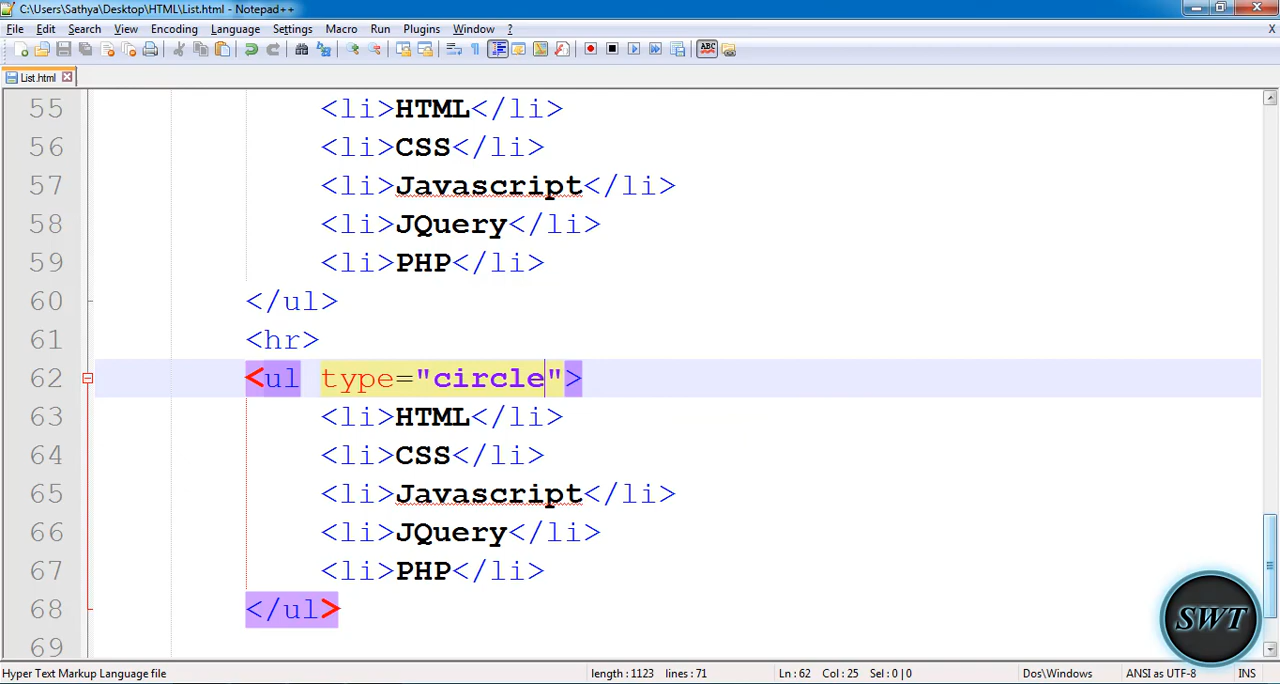 C:\Users\Sathya\Desktop\HTML\List.html - Notepad++
File Edit Search View Encoding Language Settings Macro Run Plugins Window ? X
ABC
List.html
55 <li>HTML</li>
56 <li>CSS</li>
57 <li>Javascript</li>
58 <li>JQuery</li>
59 <li>PHP</li>
60 </ul>
61 <hr>
62 <ul type="circle">
63 <li>HTML</li>
64 <li>CSS</li>
65 <li>Javascript</li>
66 <li>JQuery</li>
67 <li>PHP</li>
68 </ul>
69
SWT
Hyper Text Markup Language file length : 1123 lines : 71 Ln : 62 Col : 25 Sel : 0 | 0 Dos\Windows ANSI as UTF-8 INS